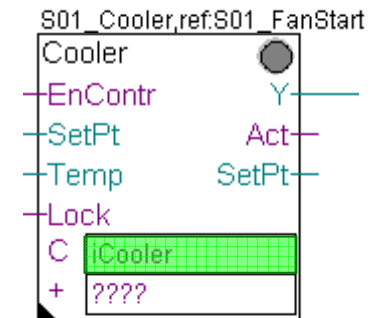 S01_Cooler,ref:S01_FanStart
Cooler
EnContr Y
SetPt Act
Temp SetPt
Lock
C iCooler
+ ????